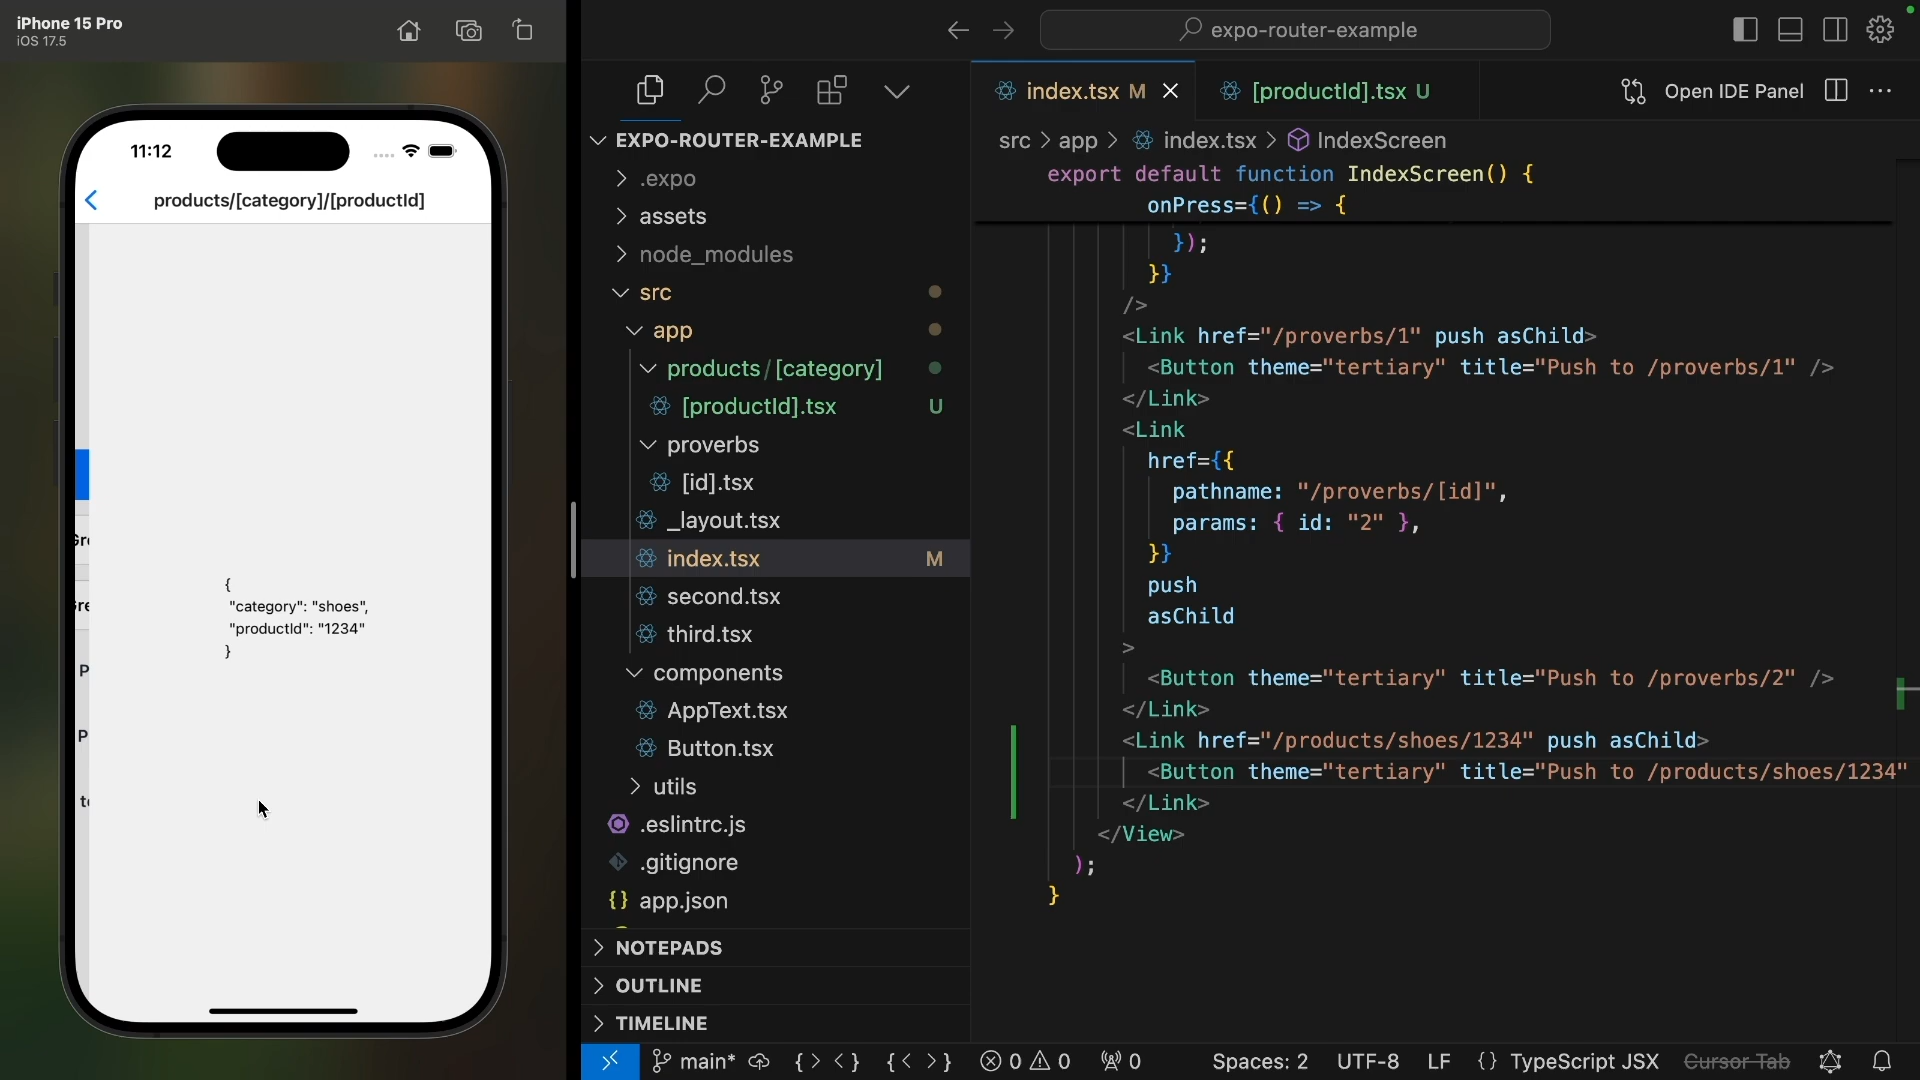 iPhone 15 Pro
iOS 17.5
11:12
products/[category]/[productId]
Gre
Gre
P
P
to
{
"category": "shoes",
"productId": "1234"
}
expo-router-example
EXPO-ROUTER-EXAMPLE
.expo
assets
node_modules
src
app
products/[category]
[productId].tsx U
proverbs
[id].tsx
_layout.tsx
index.tsx M
second.tsx
third.tsx
components
AppText.tsx
Button.tsx
utils
.eslintrc.js
.gitignore
{} app.json
NOTEPADS
OUTLINE
TIMELINE
index.tsx M
[productId].tsx U
Open IDE Panel
src > app > index.tsx > IndexScreen
export default function IndexScreen() {
onPress={() => {
});
}}
/>
<Link href="/proverbs/1" push asChild>
<Button theme="tertiary" title="Push to /proverbs/1" />
</Link>
<Link
href={{
pathname: "/proverbs/[id]",
params: { id: "2" },
}}
push
asChild
>
<Button theme="tertiary" title="Push to /proverbs/2" />
</Link>
<Link href="/products/shoes/1234" push asChild>
<Button theme="tertiary" title="Push to /products/shoes/1234"
</Link>
</View>
);
}
main* {> <} {< >} 0 0 0 Spaces: 2 UTF-8 LF {} TypeScript JSX Cursor Tab